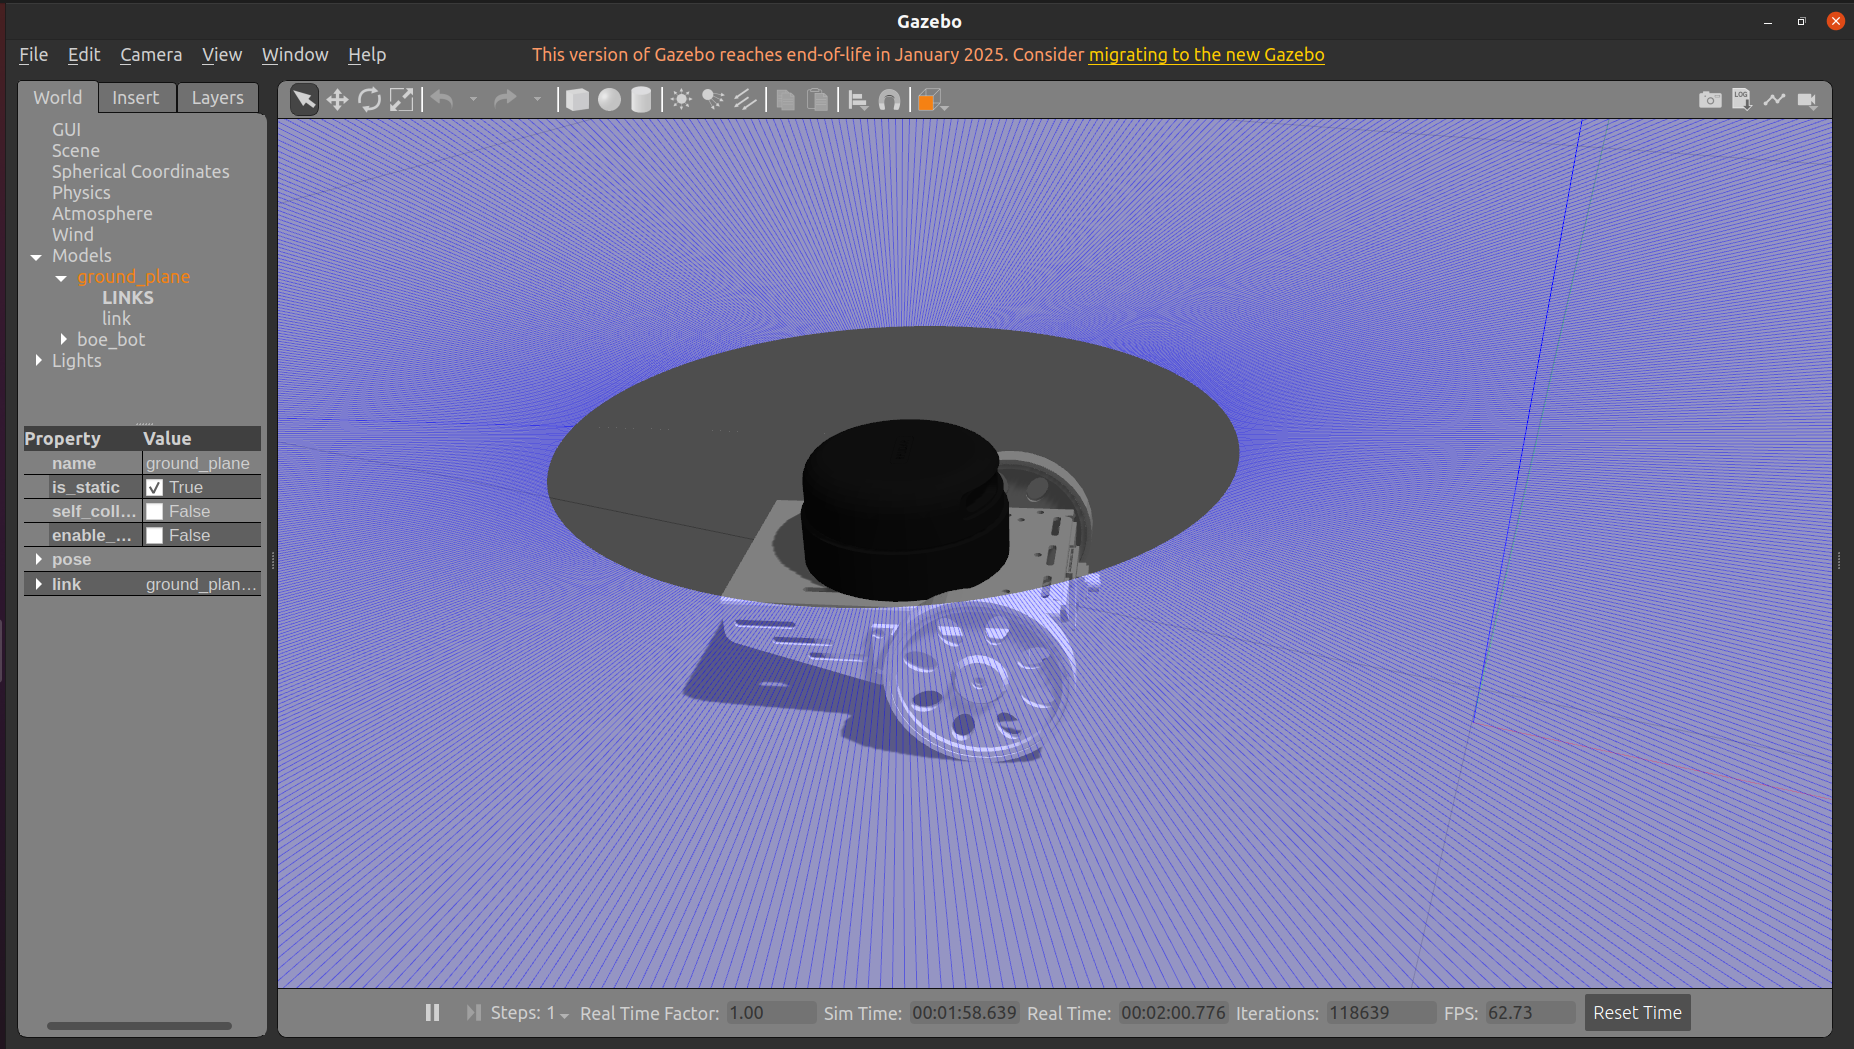 Gazebo
File Edit Camera View Window Help
This version of Gazebo reaches end-of-life in January 2025. Consider migrating to the new Gazebo
World Insert Layers
LOG
GUI
Scene
Spherical Coordinates
Physics
Atmosphere
Wind
Models
ground_plane
LINKS
link
boe_bot
Lights
Property Value
name ground_plane
is_static True
self_coll... False
enable_... False
pose
link ground_plan...
Steps: 1 Real Time Factor: 1.00 Sim Time: 00:01:58.639 Real Time: 00:02:00.776 Iterations: 118639 FPS: 62.73 Reset Time